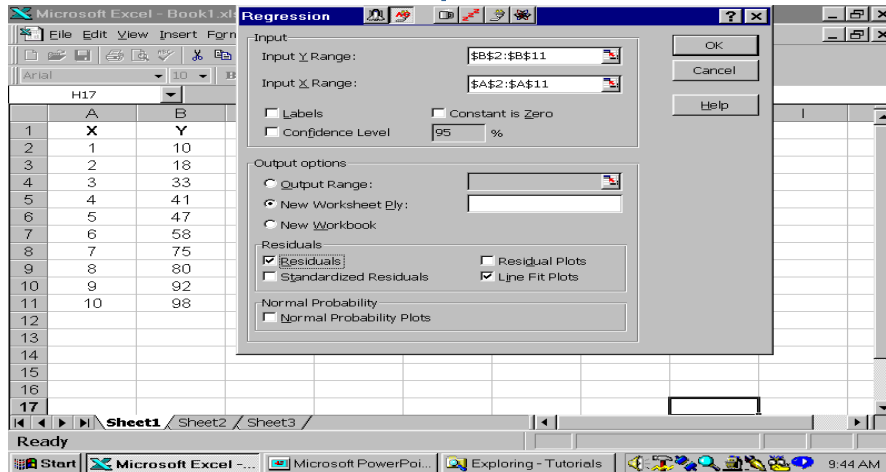 Microsoft Excel - Book1.xl
Regression
File Edit View Insert Form
Arial 10 B
H17
A B I
1 X Y
2 1 10
3 2 18
4 3 33
5 4 41
6 5 47
7 6 58
8 7 75
9 8 80
10 9 92
11 10 98
12
13
14
15
16
17
Input
Input Y Range: $B$2:$B$11
Input X Range: $A$2:$A$11
Labels Constant is Zero
Confidence Level 95 %
OK
Cancel
Help
Output options
Output Range:
New Worksheet Ply:
New Workbook
Residuals
Residuals Residual Plots
Standardized Residuals Line Fit Plots
Normal Probability
Normal Probability Plots
Sheet1 Sheet2 Sheet3
Ready
Start Microsoft Excel -... Microsoft PowerPoi... Exploring - Tutorials 9:44 AM